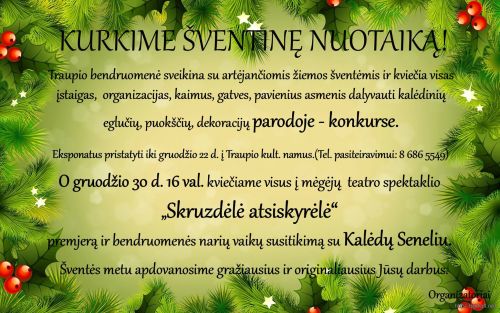 KURKIME ŠVENTINĘ NUOTAIKĄ!
Traupio bendruomenė sveikina su artėjančiomis žiemos šventėmis ir kviečia visas
įstaigas, organizacijas, kaimus, gatves, pavienius asmenis dalyvauti kalėdinių
eglučių, puokščių, dekoracijų parodoje - konkurse.
Eksponatus pristatyti iki gruodžio 22 d. į Traupio kult. namus.(Tel. pasiteiravimui: 8 686 5549)
O gruodžio 30 d. 16 val. kviečiame visus į mėgėjų teatro spektaklio
„Skruzdėlė atsiskyrėlė“
premjerą ir bendruomenės narių vaikų susitikimą su Kalėdų Seneliu.
Šventės metu apdovanosime gražiausius ir originaliausius Jūsų darbus.
Organizatoriai